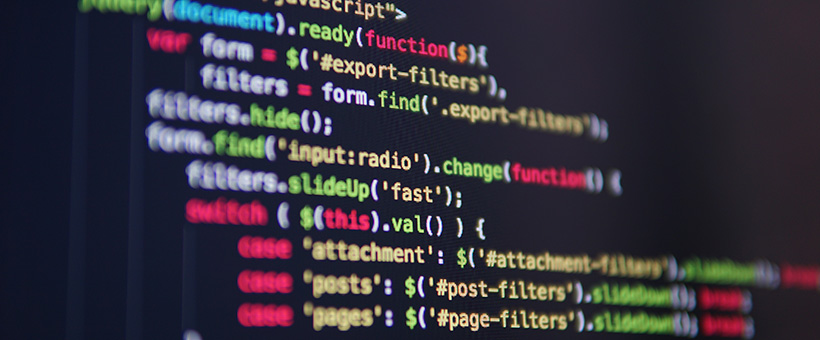 javascript">
jQuery(document).ready(function($){
var form = $('#export-filters'),
filters = form.find('.export-filters');
filters.hide();
form.find('input:radio').change(function() {
filters.slideUp('fast');
switch ( $(this).val() ) {
case 'attachment': $('#attachment-filters').slideDown(); break;
case 'posts': $('#post-filters').slideDown(); break;
case 'pages': $('#page-filters').slideDown(); break;
}